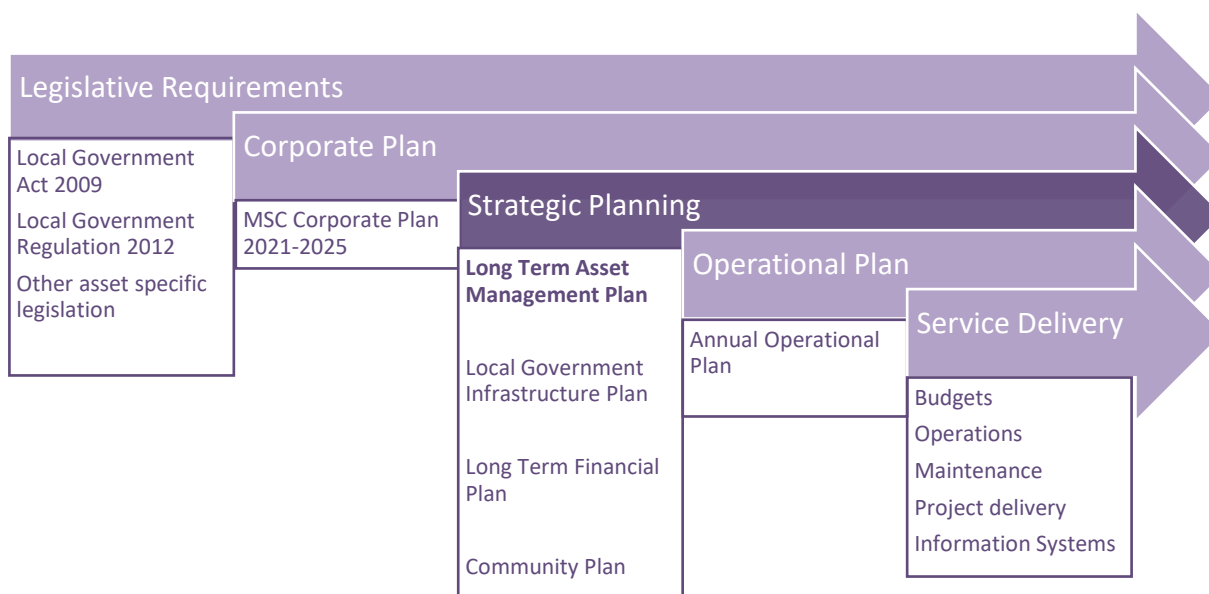 Legislative Requirements
Local Government
Act 2009
Local Government
Regulation 2012
Other asset specific
legislation
Corporate Plan
MSC Corporate Plan
2021-2025
Strategic Planning
Long Term Asset
Management Plan
Local Government
Infrastructure Plan
Long Term Financial
Plan
Community Plan
Operational Plan
Annual Operational
Plan
Service Delivery
Budgets
Operations
Maintenance
Project delivery
Information Systems